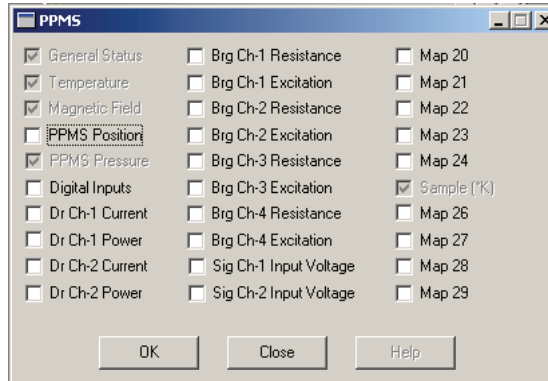 PPMS
General Status
Temperature
Magnetic Field
PPMS Position
PPMS Pressure
Digital Inputs
Dr Ch-1 Current
Dr Ch-1 Power
Dr Ch-2 Current
Dr Ch-2 Power
Brg Ch-1 Resistance
Brg Ch-1 Excitation
Brg Ch-2 Resistance
Brg Ch-2 Excitation
Brg Ch-3 Resistance
Brg Ch-3 Excitation
Brg Ch-4 Resistance
Brg Ch-4 Excitation
Sig Ch-1 Input Voltage
Sig Ch-2 Input Voltage
Map 20
Map 21
Map 22
Map 23
Map 24
Sample (°K)
Map 26
Map 27
Map 28
Map 29
OK
Close
Help